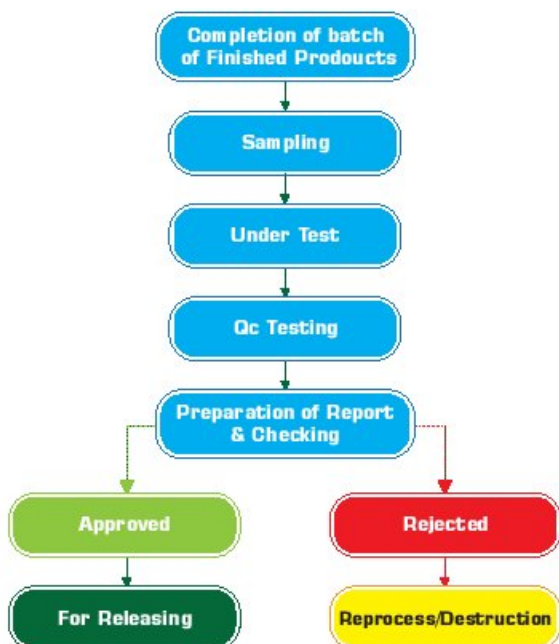 Completion of batch
of Finished Prodoucts
Sampling
Under Test
Qc Testing
Preparation of Report
& Checking
Approved
Rejected
For Releasing
Reprocess/Destruction